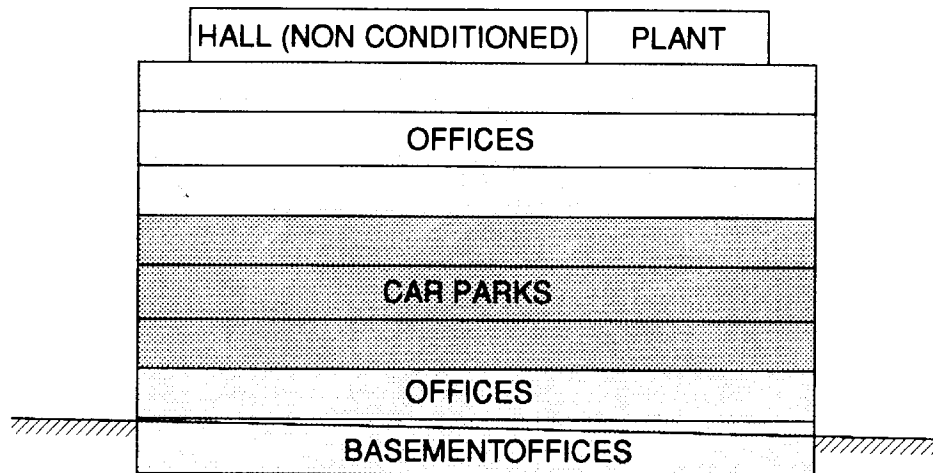 HALL (NON CONDITIONED) PLANT
OFFICES
CAR PARKS
OFFICES
BASEMENTOFFICES